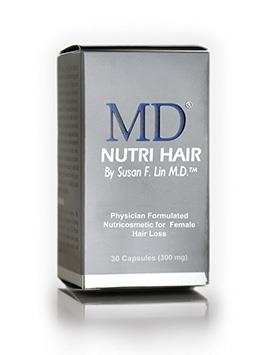 MD®
NUTRI HAIR
By Susan F. Lin M.D.™
Physician Formulated
Nutricosmetic for Female
Hair Loss
30 Capsules (300 mg)